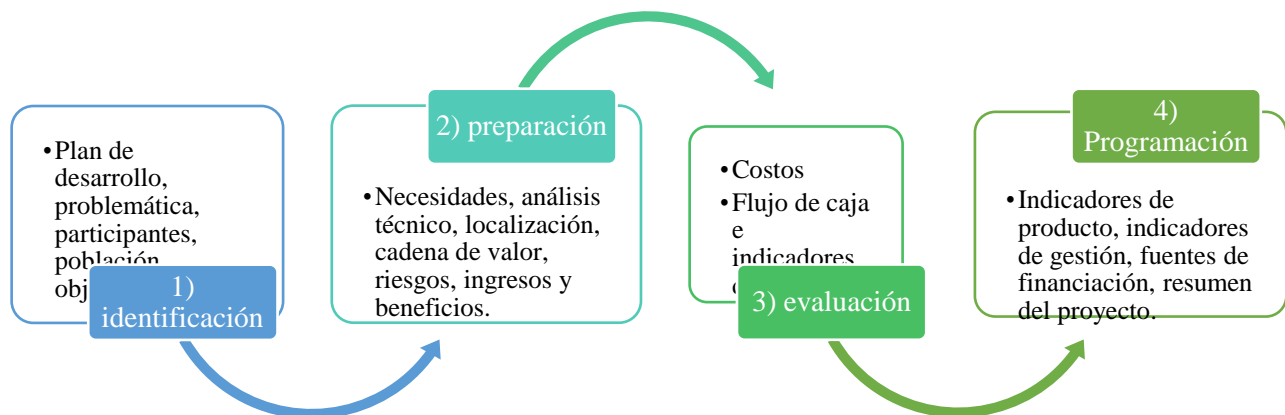 •Plan de
desarrollo,
problemática,
participantes,
población
1)
identificación
2) preparación
•Necesidades, análisis
técnico, localización,
cadena de valor,
riesgos, ingresos y
beneficios.
•Costos
•Flujo de caja
e
indicadores
3) evaluación
4)
Programación
•Indicadores de
producto, indicadores
de gestión, fuentes de
financiación, resumen
del proyecto.